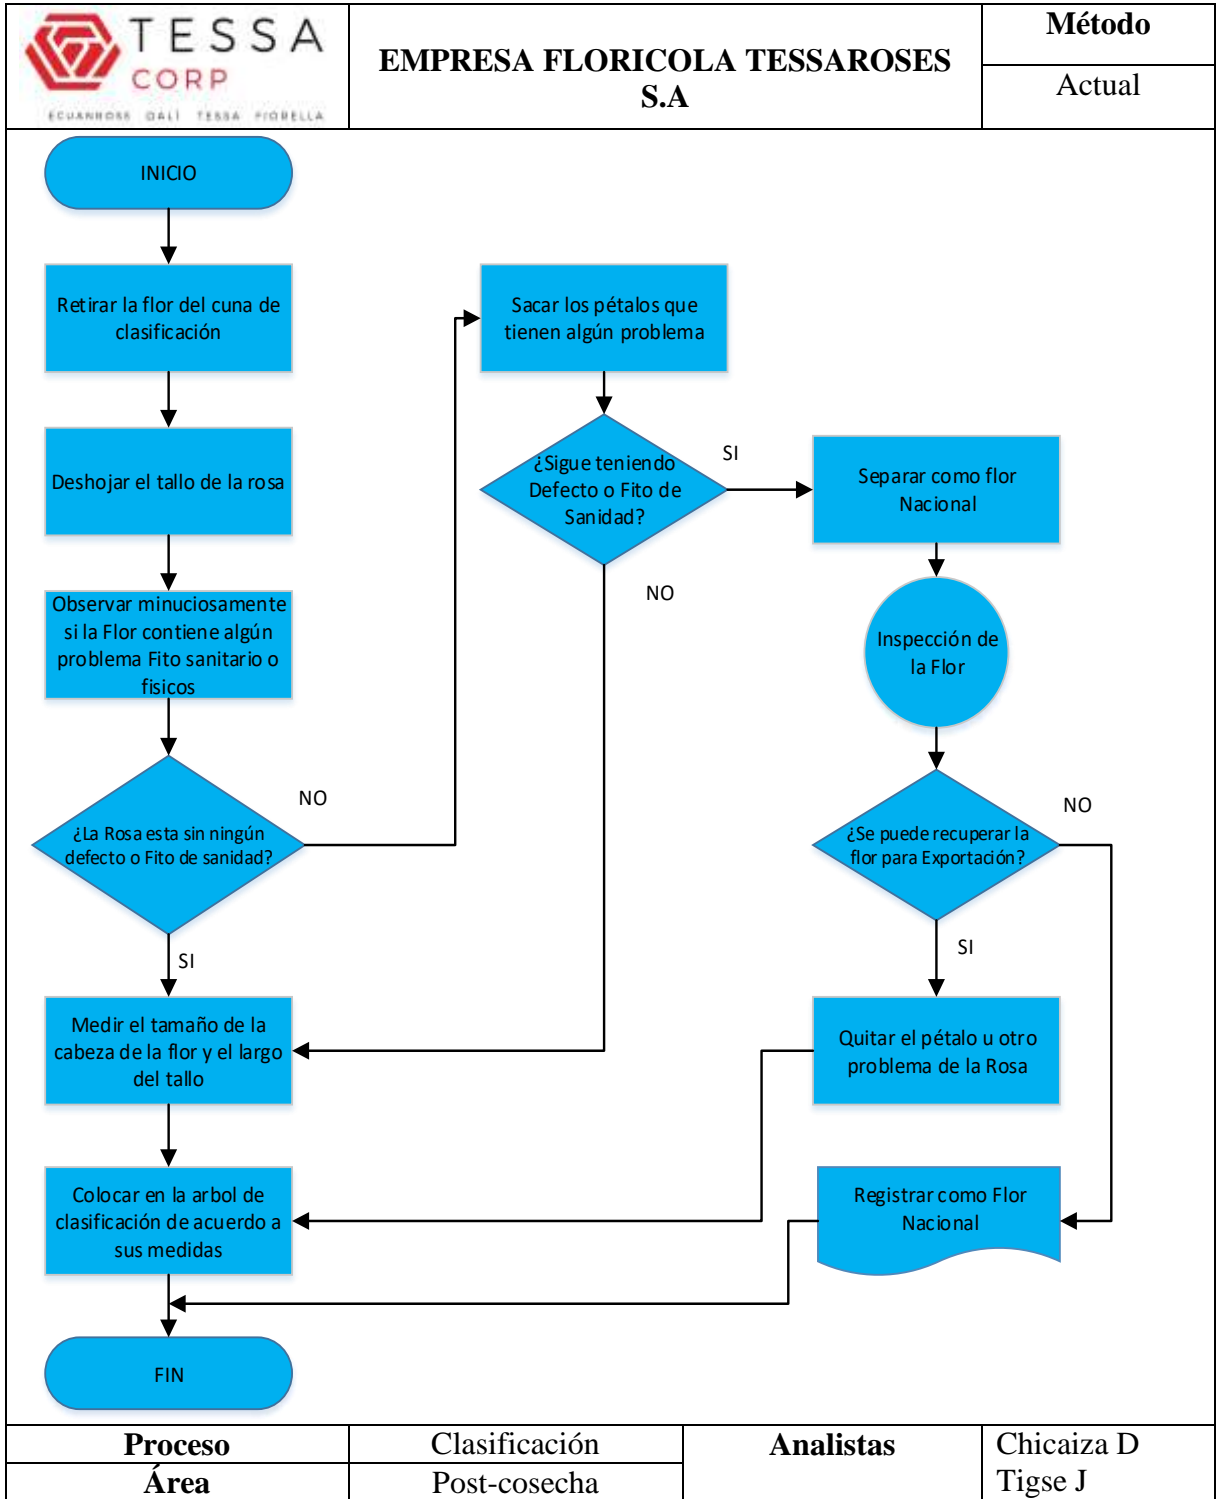 TESSA
CORP
ECUANROSS DALÍ TESSA FIORELLA
EMPRESA FLORICOLA TESSAROSES
S.A
Método
Actual
INICIO
Retirar la flor del cuna de
clasificación
Deshojar el tallo de la rosa
Observar minuciosamente
si la Flor contiene algún
problema Fito sanitario o
fisicos
¿La Rosa esta sin ningún
defecto o Fito de sanidad?
NO
SI
Medir el tamaño de la
cabeza de la flor y el largo
del tallo
Colocar en la arbol de
clasificación de acuerdo a
sus medidas
FIN
Sacar los pétalos que
tienen algún problema
¿Sigue teniendo
Defecto o Fito de
Sanidad?
SI
NO
Separar como flor
Nacional
Inspección de
la Flor
¿Se puede recuperar la
flor para Exportación?
NO
SI
Quitar el pétalo u otro
problema de la Rosa
Registrar como Flor
Nacional
Proceso
Clasificación
Analistas
Chicaiza D
Tigse J
Área
Post-cosecha